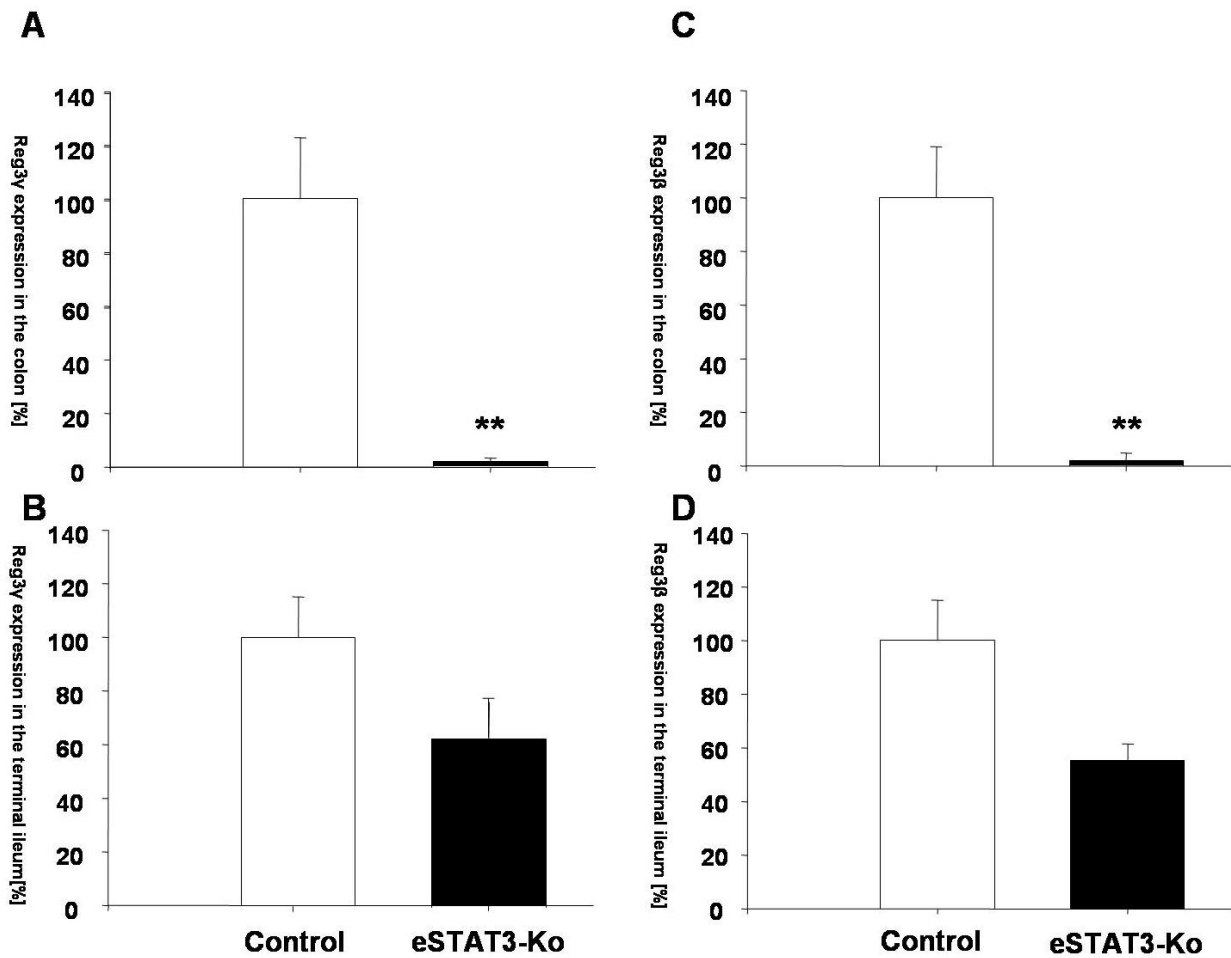 A
Reg3γ expression in the colon [%]
140
120
100
80
60
40
20
0
**
B
Reg3γ expression in the terminal ileum[%]
140
120
100
80
60
40
20
0
Control
eSTAT3-Ko
C
Reg3β expression in the colon [%]
140
120
100
80
60
40
20
0
**
D
Reg3β expression in the terminal ileum [%]
140
120
100
80
60
40
20
0
Control
eSTAT3-Ko